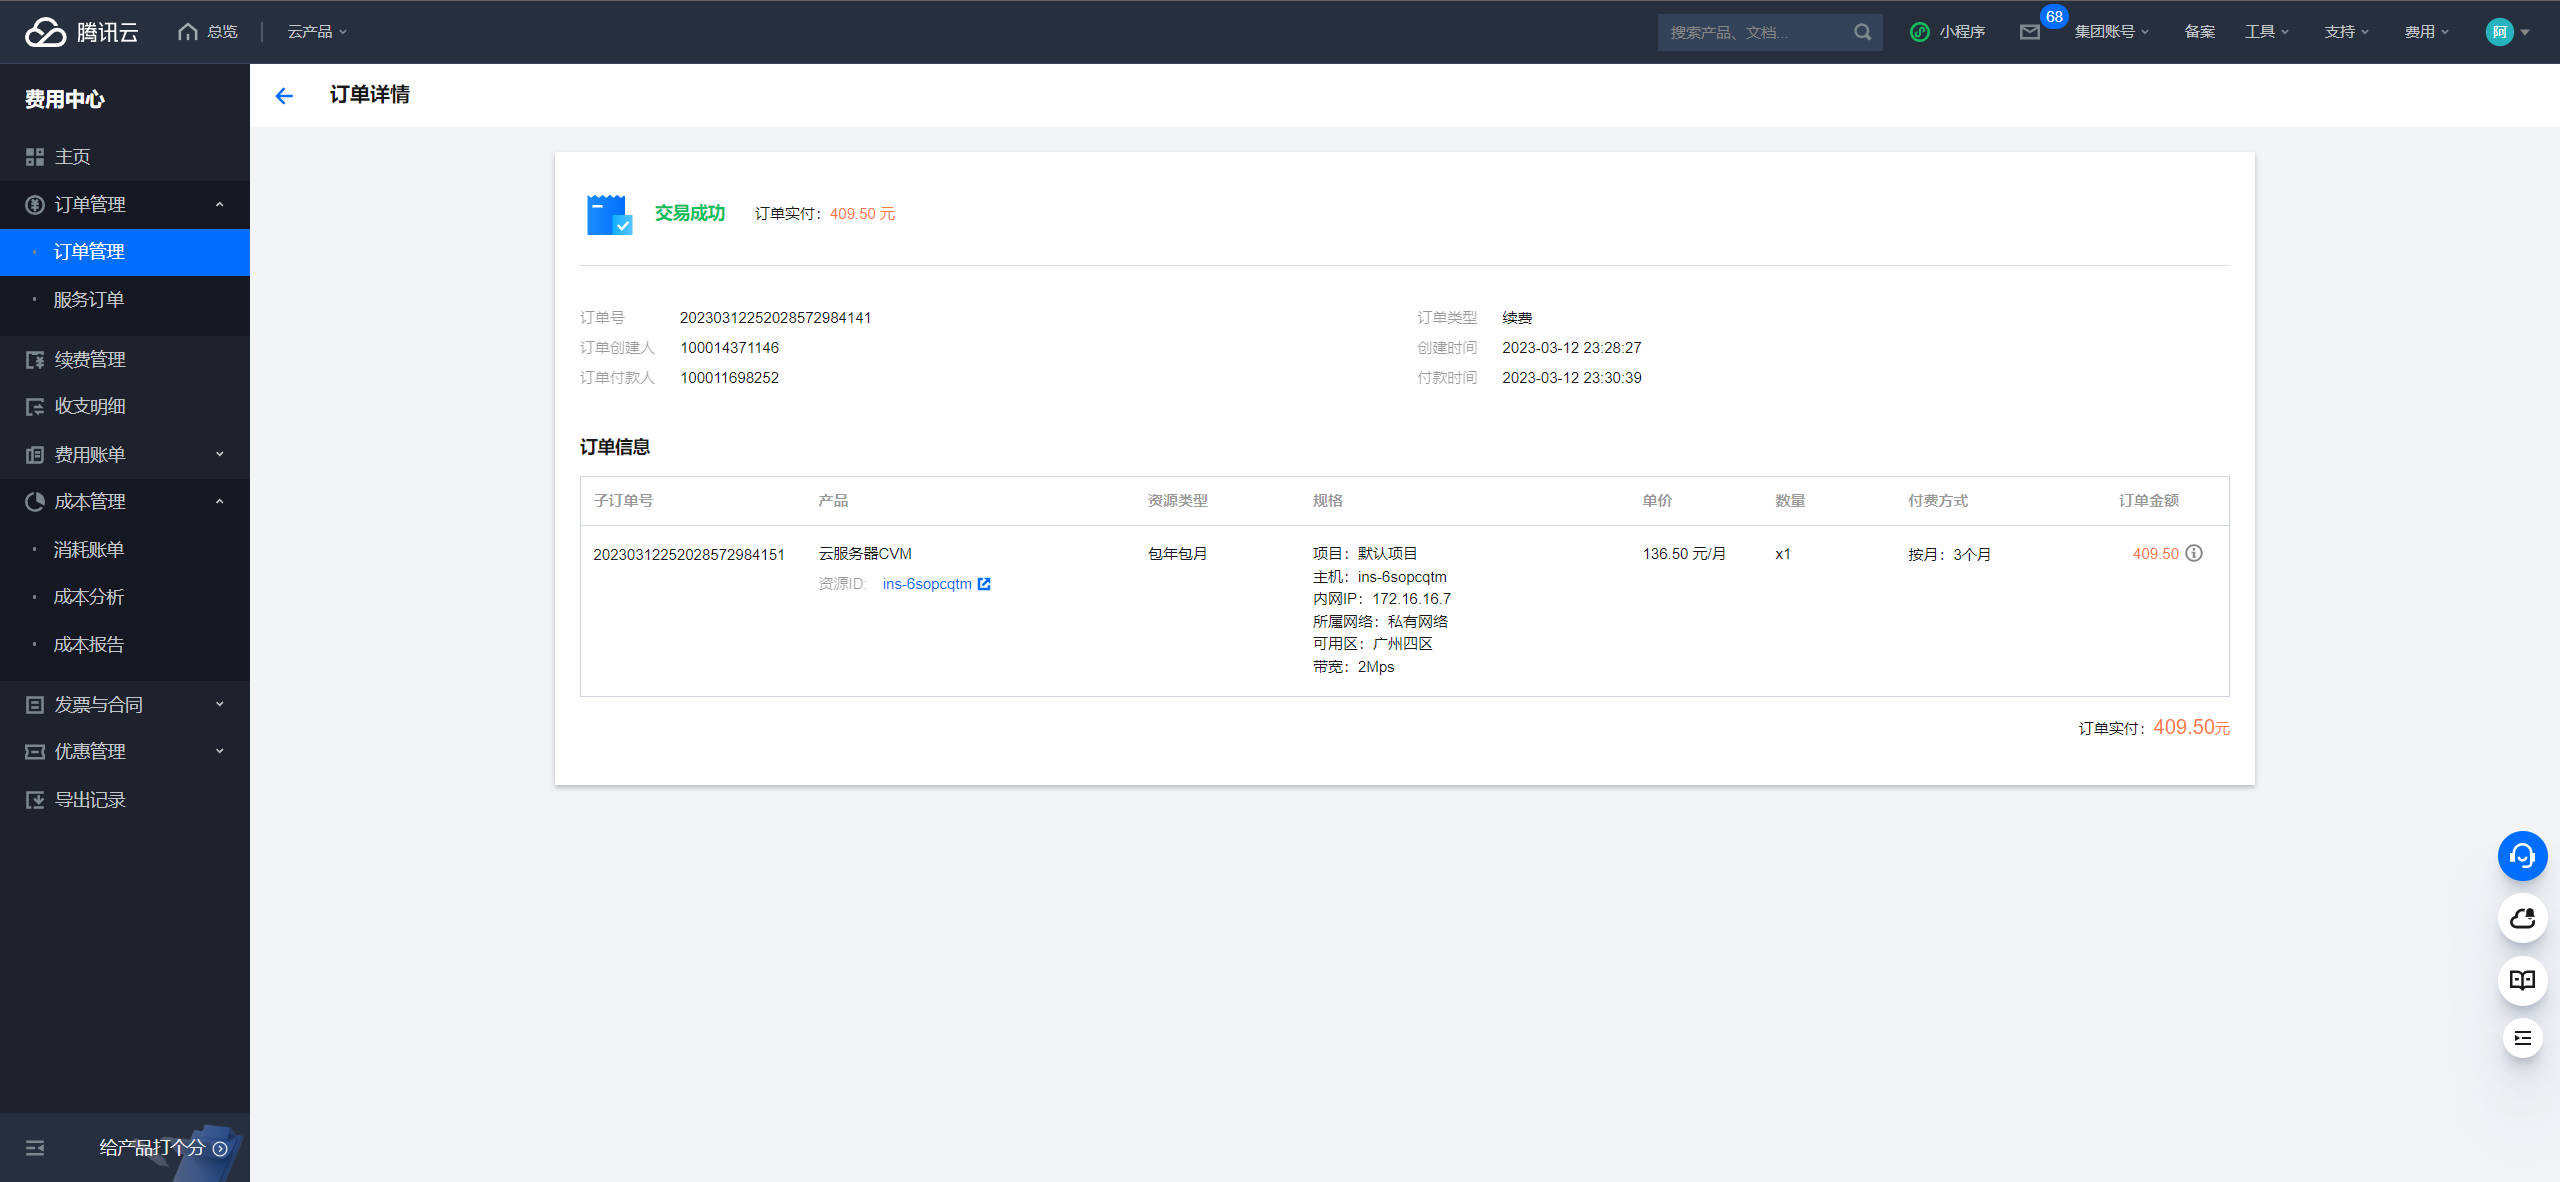 腾讯云 总览 云产品 搜索产品、文档... 小程序 68 集团账号 备案 工具 支持 费用 阿
费用中心
主页
订单管理
订单管理
服务订单
续费管理
收支明细
费用账单
成本管理
消耗账单
成本分析
成本报告
发票与合同
优惠管理
导出记录
给产品打个分
订单详情
交易成功 订单实付：409.50 元
订单号 20230312252028572984141 订单类型 续费
订单创建人 100014371146 创建时间 2023-03-12 23:28:27
订单付款人 100011698252 付款时间 2023-03-12 23:30:39
订单信息
子订单号 产品 资源类型 规格 单价 数量 付费方式 订单金额
20230312252028572984151 云服务器CVM 包年包月 项目：默认项目 136.50 元/月 x1 按月：3个月 409.50
资源ID: ins-6sopcqtm
主机：ins-6sopcqtm
内网IP：172.16.16.7
所属网络：私有网络
可用区：广州四区
带宽：2Mps
订单实付：409.50元